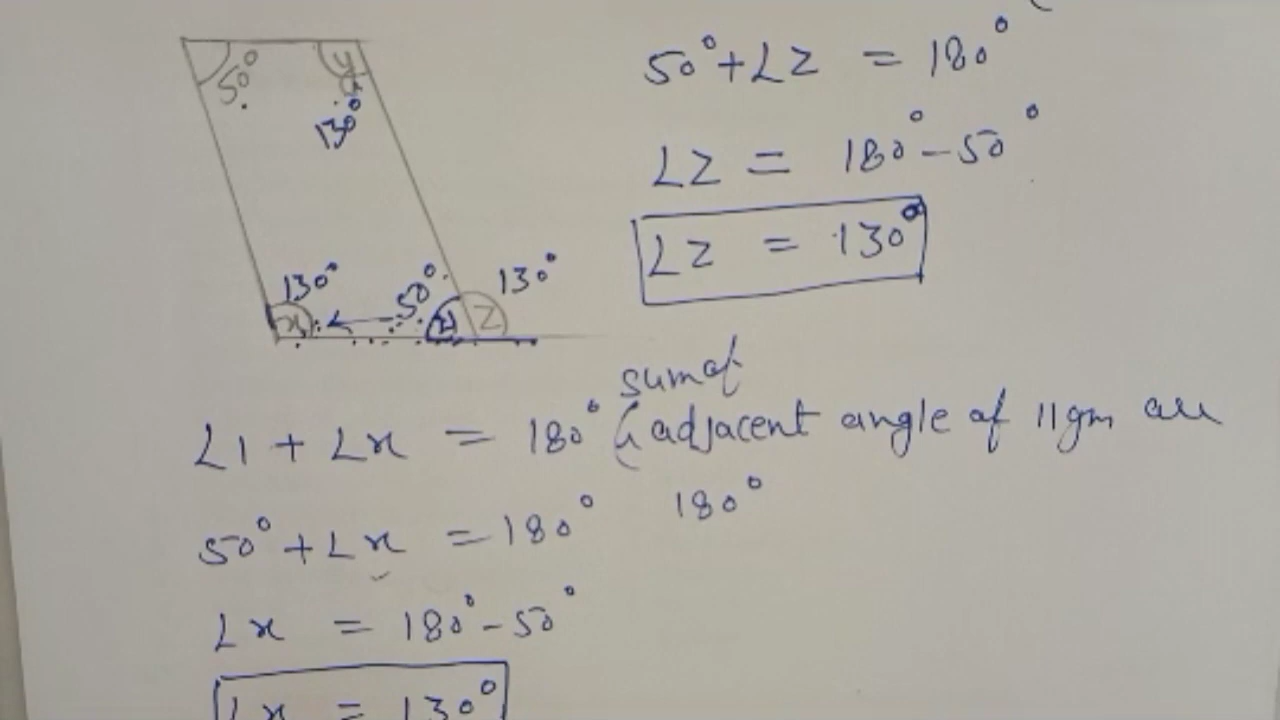 50°
y
130°
130°
50°
130°
x
1
z
50° + ∠z = 180°
∠z = 180° - 50°
∠z = 130°
∠1 + ∠x = 180° (sum of adjacent angle of 11gm are
180°
50° + ∠x = 180°
∠x = 180° - 50°
∠x = 130°